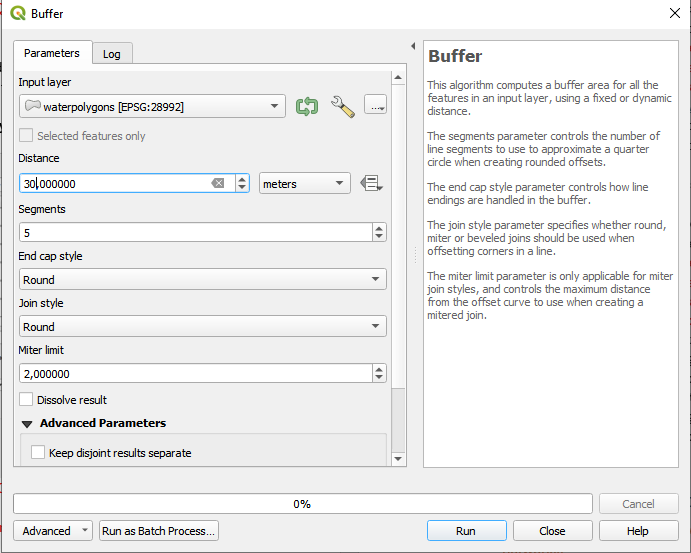 Buffer
Parameters
Log
Input layer
waterpolygons [EPSG:28992]
...
Selected features only
Distance
30,000000
meters
Segments
5
End cap style
Round
Join style
Round
Miter limit
2,000000
Dissolve result
Advanced Parameters
Keep disjoint results separate
Buffer
This algorithm computes a buffer area for all the
features in an input layer, using a fixed or dynamic
distance.
The segments parameter controls the number of
line segments to use to approximate a quarter
circle when creating rounded offsets.
The end cap style parameter controls how line
endings are handled in the buffer.
The join style parameter specifies whether round,
miter or beveled joins should be used when
offsetting corners in a line.
The miter limit parameter is only applicable for miter
join styles, and controls the maximum distance
from the offset curve to use when creating a
mitered join.
0%
Cancel
Advanced
Run as Batch Process...
Run
Close
Help